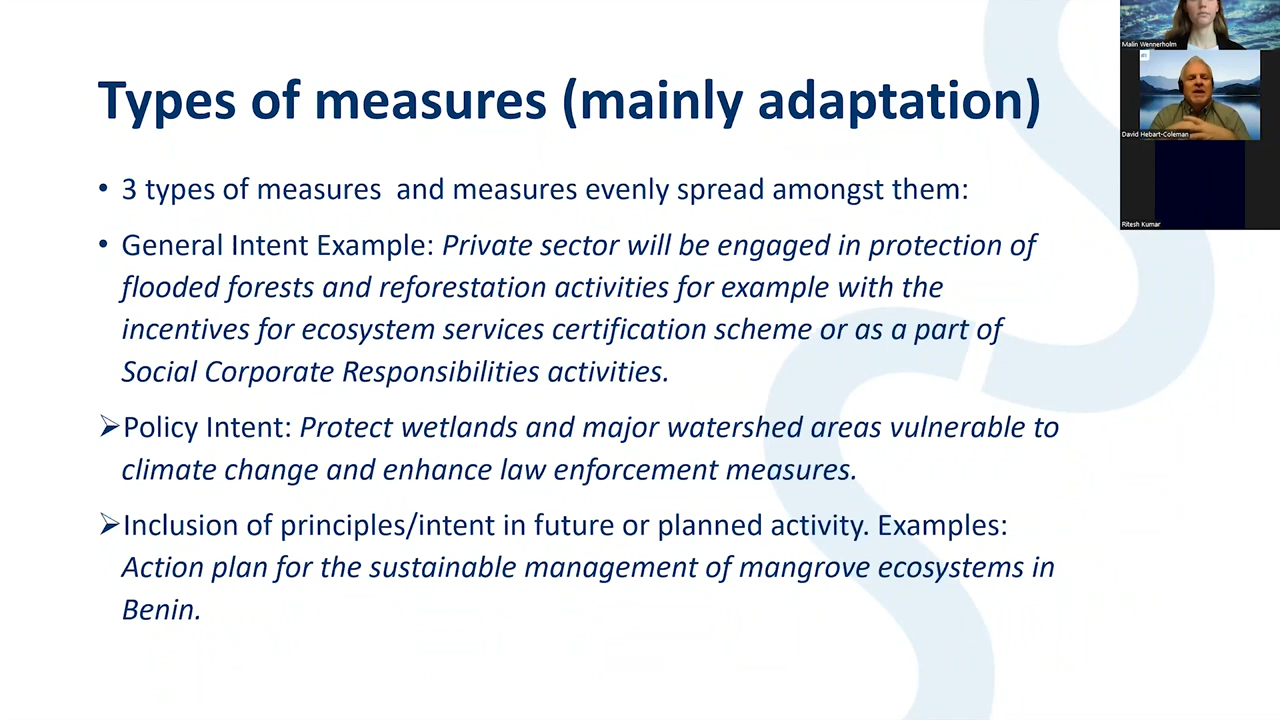 Types of measures (mainly adaptation)
• 3 types of measures  and measures evenly spread amongst them:
• General Intent Example: Private sector will be engaged in protection of
flooded forests and reforestation activities for example with the
incentives for ecosystem services certification scheme or as a part of
Social Corporate Responsibilities activities.
➢Policy Intent: Protect wetlands and major watershed areas vulnerable to
climate change and enhance law enforcement measures.
➢Inclusion of principles/intent in future or planned activity. Examples:
Action plan for the sustainable management of mangrove ecosystems in
Benin.
Malin Wennerholm
David Hebart-Coleman
Ritesh Kumar